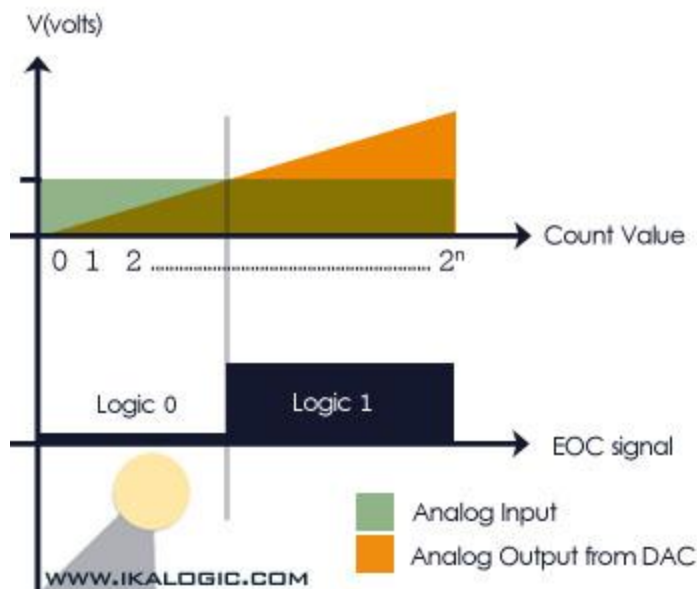 V(volts)
Count Value
0 1 2 ........................................ 2ⁿ
Logic 0
Logic 1
EOC signal
Analog Input
Analog Output from DAC
WWW.IKALOGIC.COM